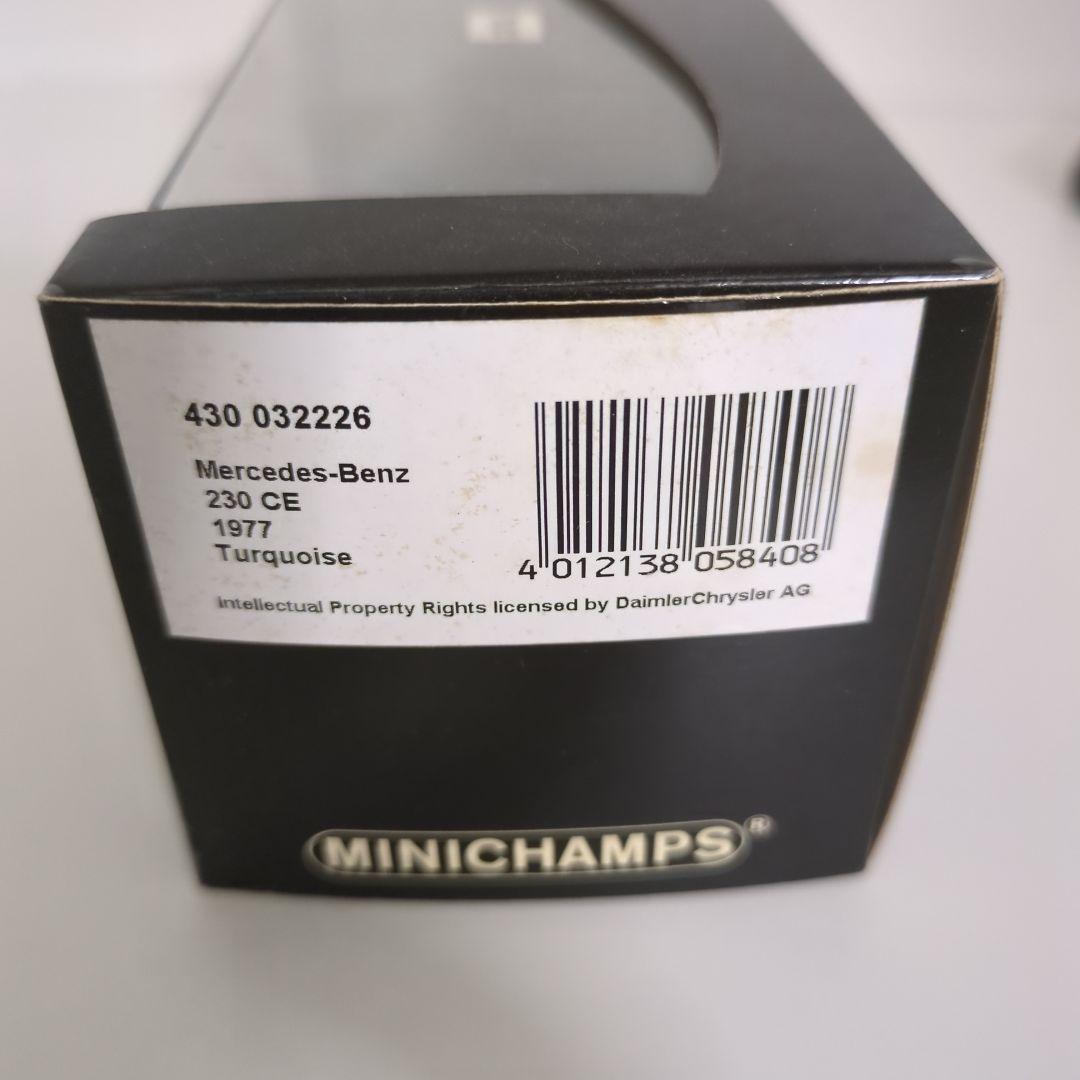 430 032226
Mercedes-Benz
230 CE
1977
Turquoise
4 012138 058408
Intellectual Property Rights licensed by DaimlerChrysler AG
MINICHAMPS®